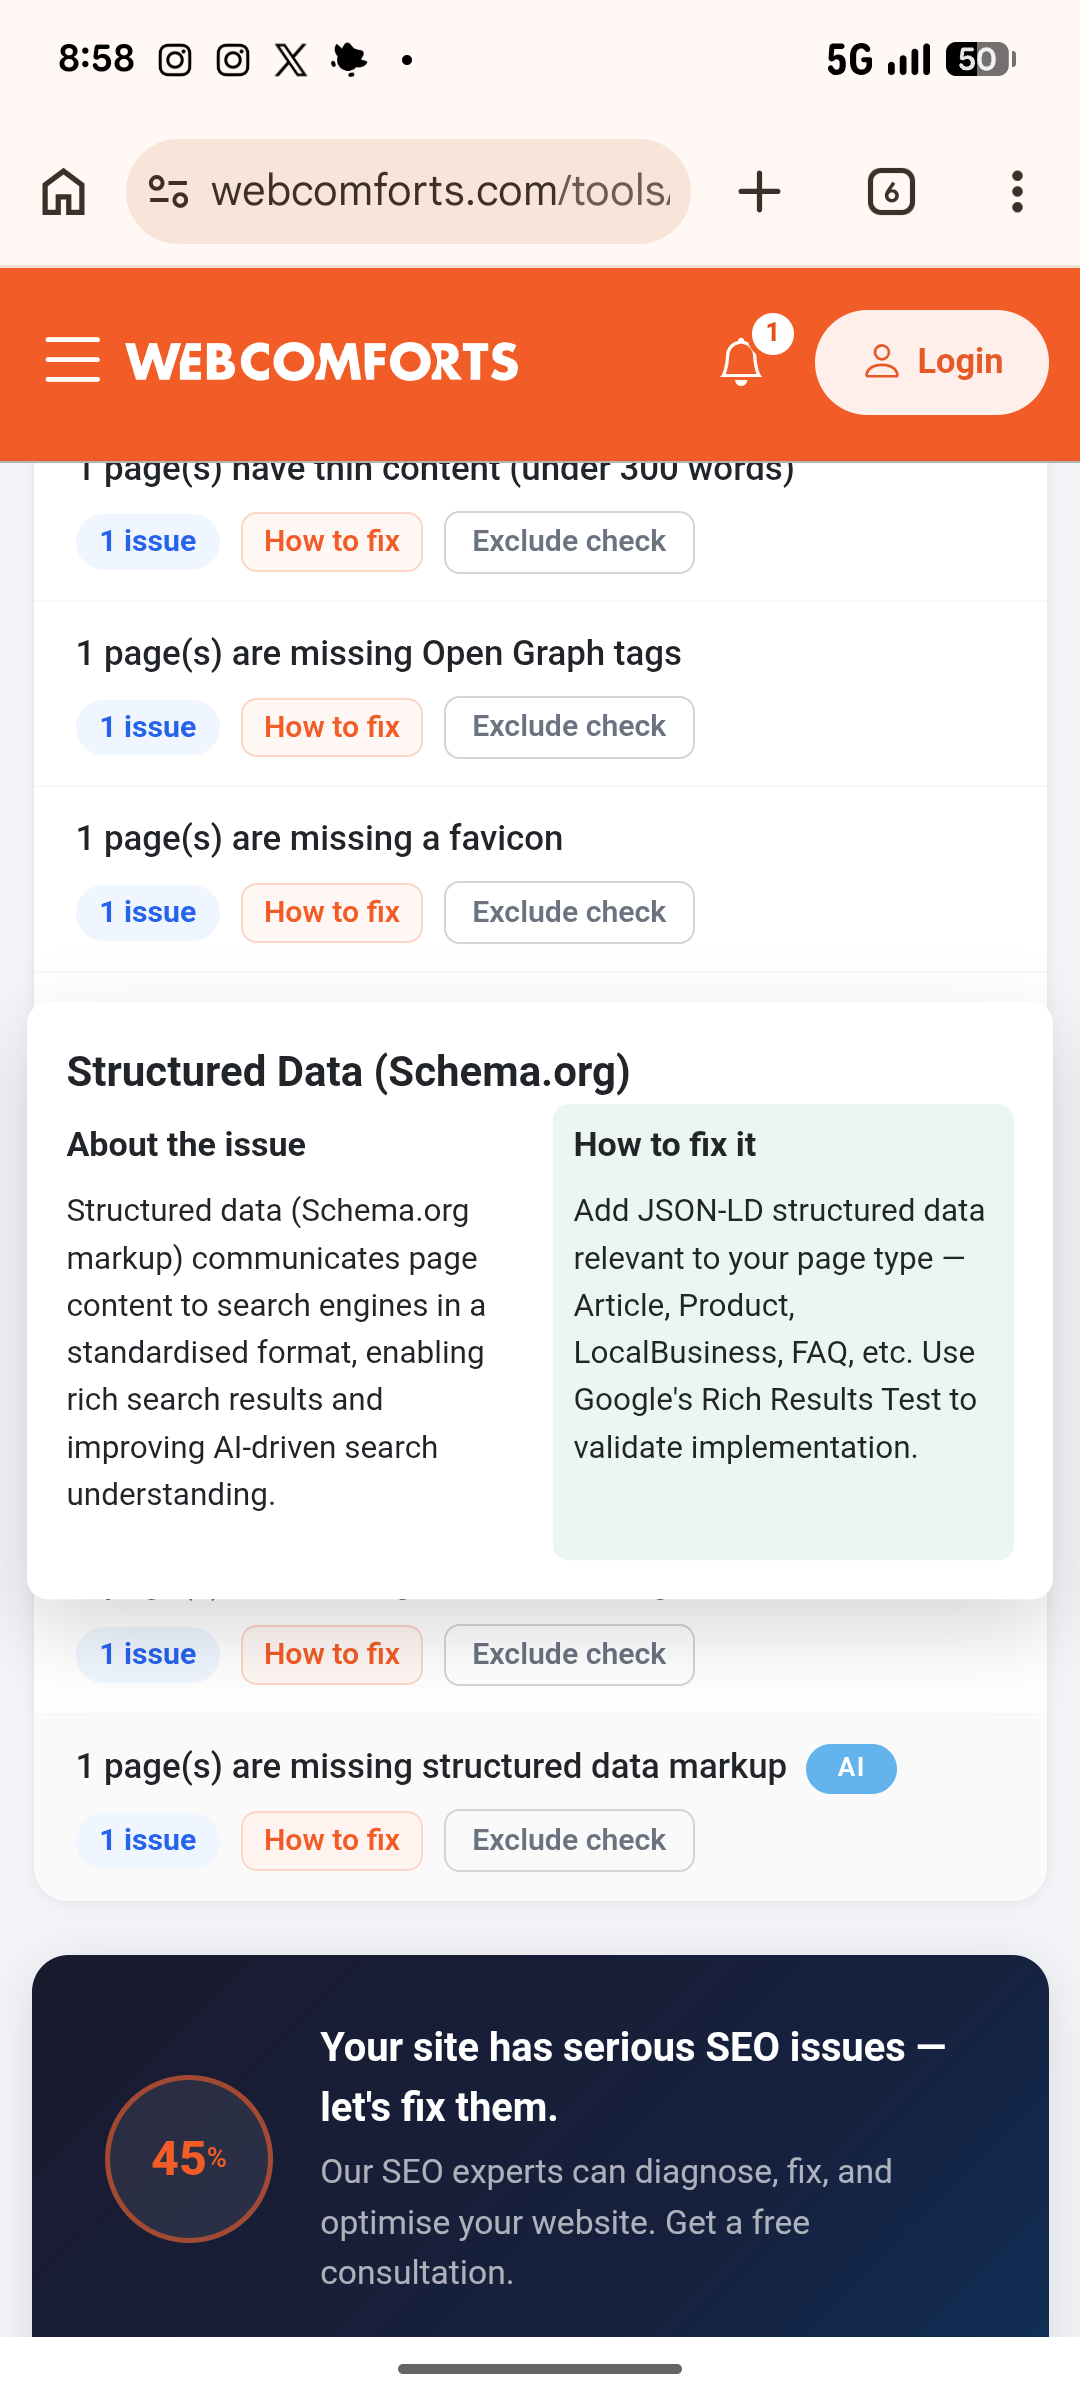 8:58
5G
50
webcomforts.com/tools/
6
WEBCOMFORTS
1
Login
1 page(s) have thin content (under 300 words)
1 issue
How to fix
Exclude check
1 page(s) are missing Open Graph tags
1 issue
How to fix
Exclude check
1 page(s) are missing a favicon
1 issue
How to fix
Exclude check
Structured Data (Schema.org)
About the issue
Structured data (Schema.org
markup) communicates page
content to search engines in a
standardised format, enabling
rich search results and
improving AI-driven search
understanding.
How to fix it
Add JSON-LD structured data
relevant to your page type —
Article, Product,
LocalBusiness, FAQ, etc. Use
Google's Rich Results Test to
validate implementation.
1 issue
How to fix
Exclude check
1 page(s) are missing structured data markup
AI
1 issue
How to fix
Exclude check
45%
Your site has serious SEO issues —
let's fix them.
Our SEO experts can diagnose, fix, and
optimise your website. Get a free
consultation.